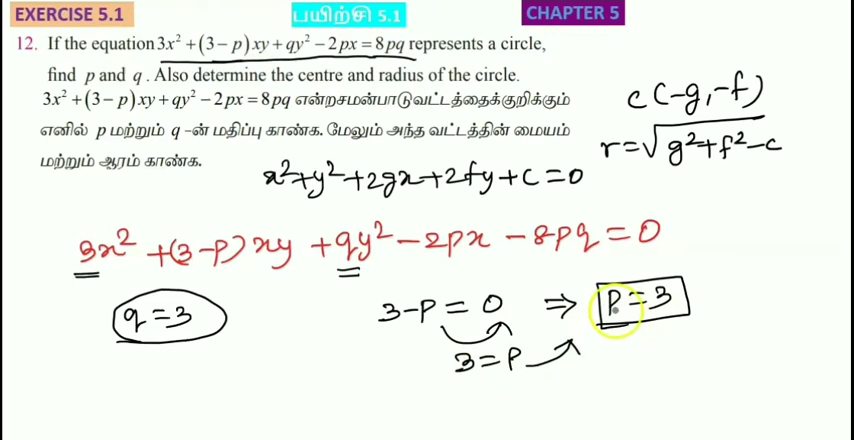 EXERCISE 5.1
பயிற்சி 5.1
CHAPTER 5
12. If the equation 3x² + (3 − p)xy + qy² − 2px = 8pq represents a circle,
find p and q . Also determine the centre and radius of the circle.
3x² + (3 − p)xy + qy² − 2px = 8pq என்றசமன்பாடுவட்டத்தைக்குறிக்கும்
எனில் p மற்றும் q -ன் மதிப்பு காண்க. மேலும் அந்த வட்டத்தின் மையம்
மற்றும் ஆரம் காண்க.
c(−g, −f)
r = √g² + f² − c
x² + y² + 2gx + 2fy + c = 0
3x² + (3 − p)xy + qy² − 2px − 8pq = 0
q = 3
3 − p = 0 ⇒ p = 3
3 = p